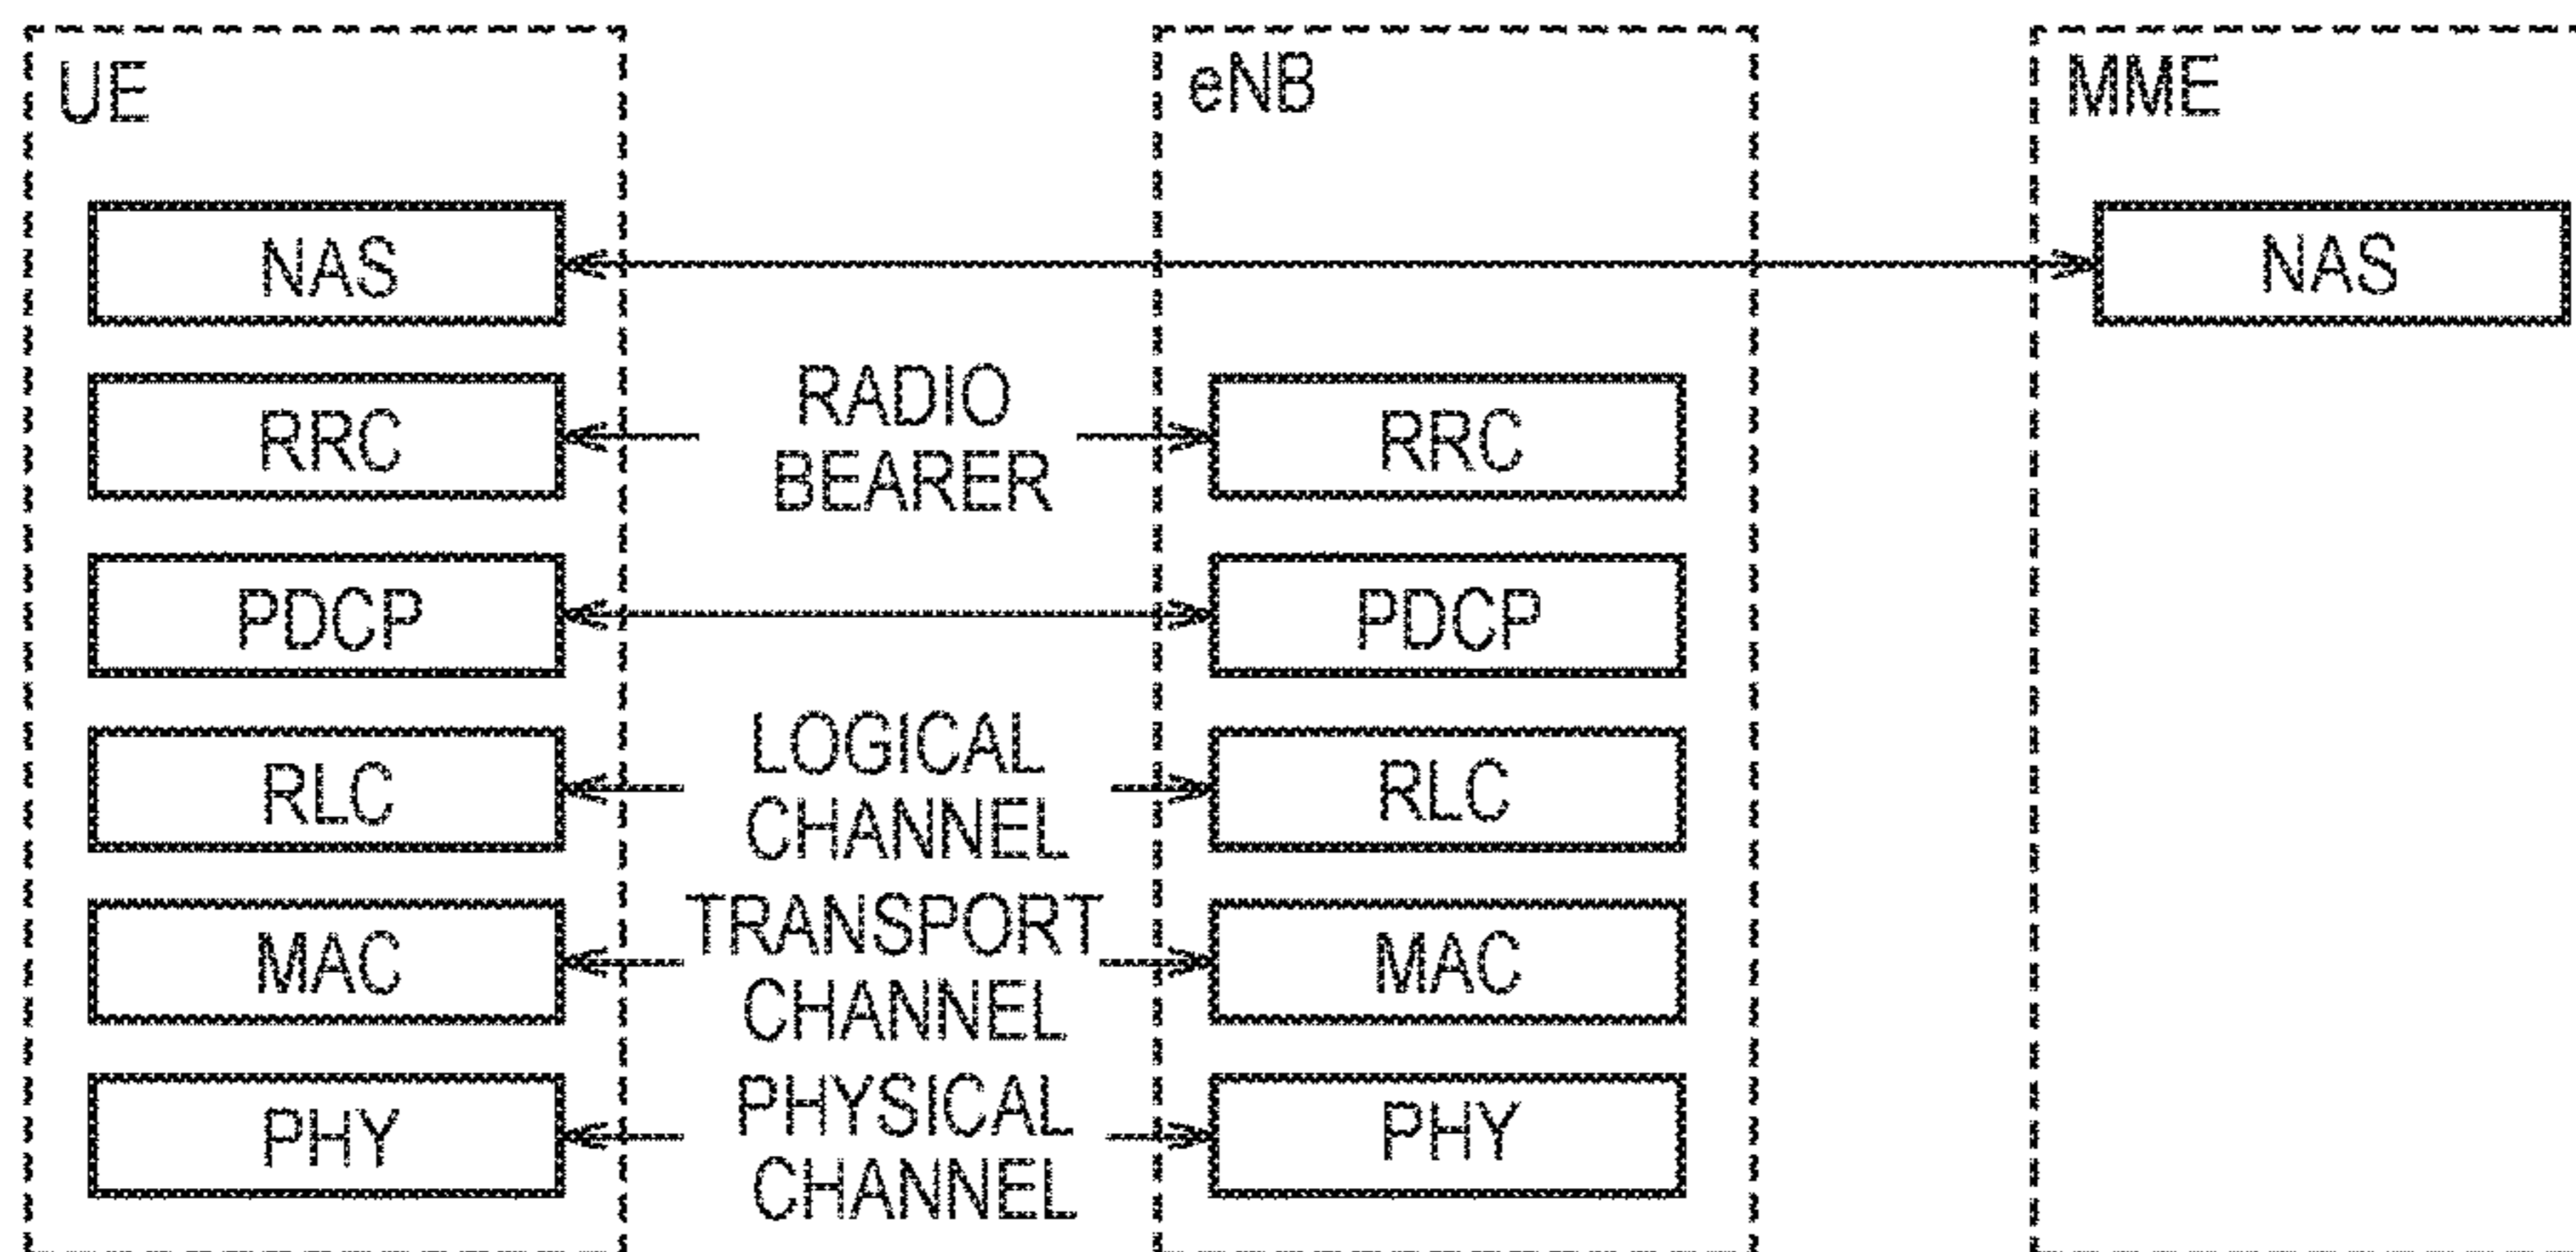 UE
eNB
MME
NAS
NAS
RRC
RADIO
BEARER
RRC
PDCP
PDCP
RLC
LOGICAL
CHANNEL
RLC
MAC
TRANSPORT
CHANNEL
MAC
PHY
PHYSICAL
CHANNEL
PHY